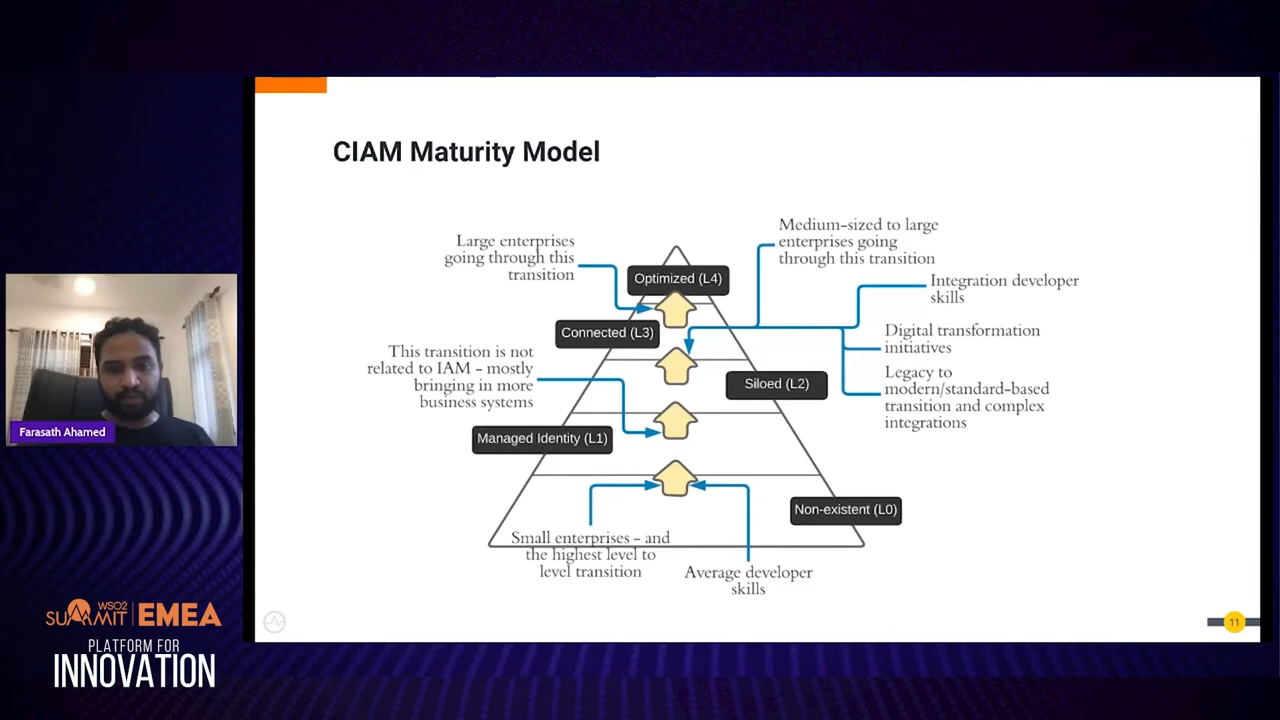 CIAM Maturity Model
Large enterprises
going through this
transition
Medium-sized to large
enterprises going
through this transition
Optimized (L4)
Integration developer
skills
Connected (L3)
Digital transformation
initiatives
This transition is not
related to IAM - mostly
bringing in more
business systems
Siloed (L2)
Legacy to
modern/standard-based
transition and complex
integrations
Managed Identity (L1)
Non-existent (L0)
Small enterprises - and
the highest level to
level transition
Average developer
skills
11
Farasath Ahamed
WSO2
SUMMIT EMEA
PLATFORM FOR
INNOVATION